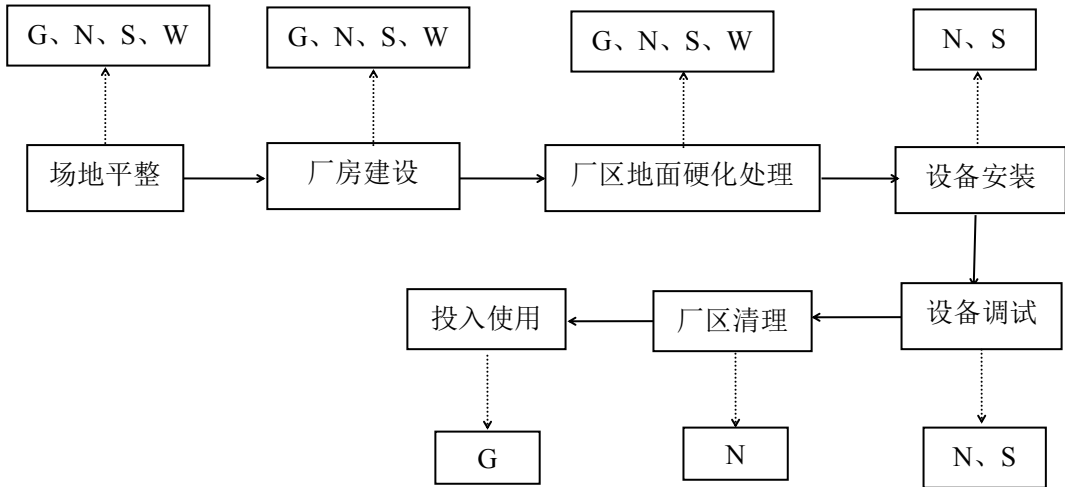 G、N、S、W
G、N、S、W
G、N、S、W
N、S
场地平整
厂房建设
厂区地面硬化处理
设备安装
投入使用
厂区清理
设备调试
G
N
N、S